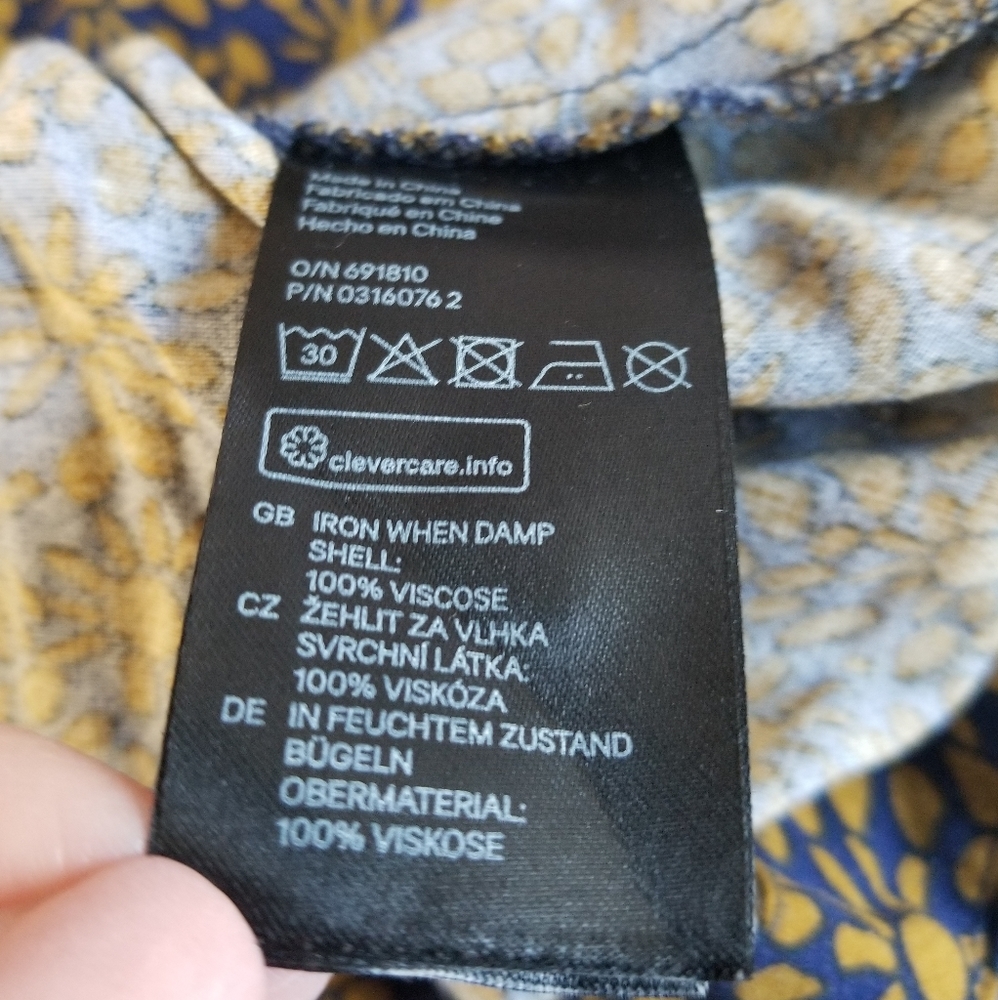 Made in China
Fabricado em China
Fabriqué en Chine
Hecho en China
O/N 691810
P/N 03160762
30
clevercare.info
GB IRON WHEN DAMP
SHELL:
100% VISCOSE
CZ ŽEHLIT ZA VLHKA
SVRCHNÍ LÁTKA:
100% VISKÓZA
DE IN FEUCHTEM ZUSTAND
BÜGELN
OBERMATERIAL:
100% VISKOSE